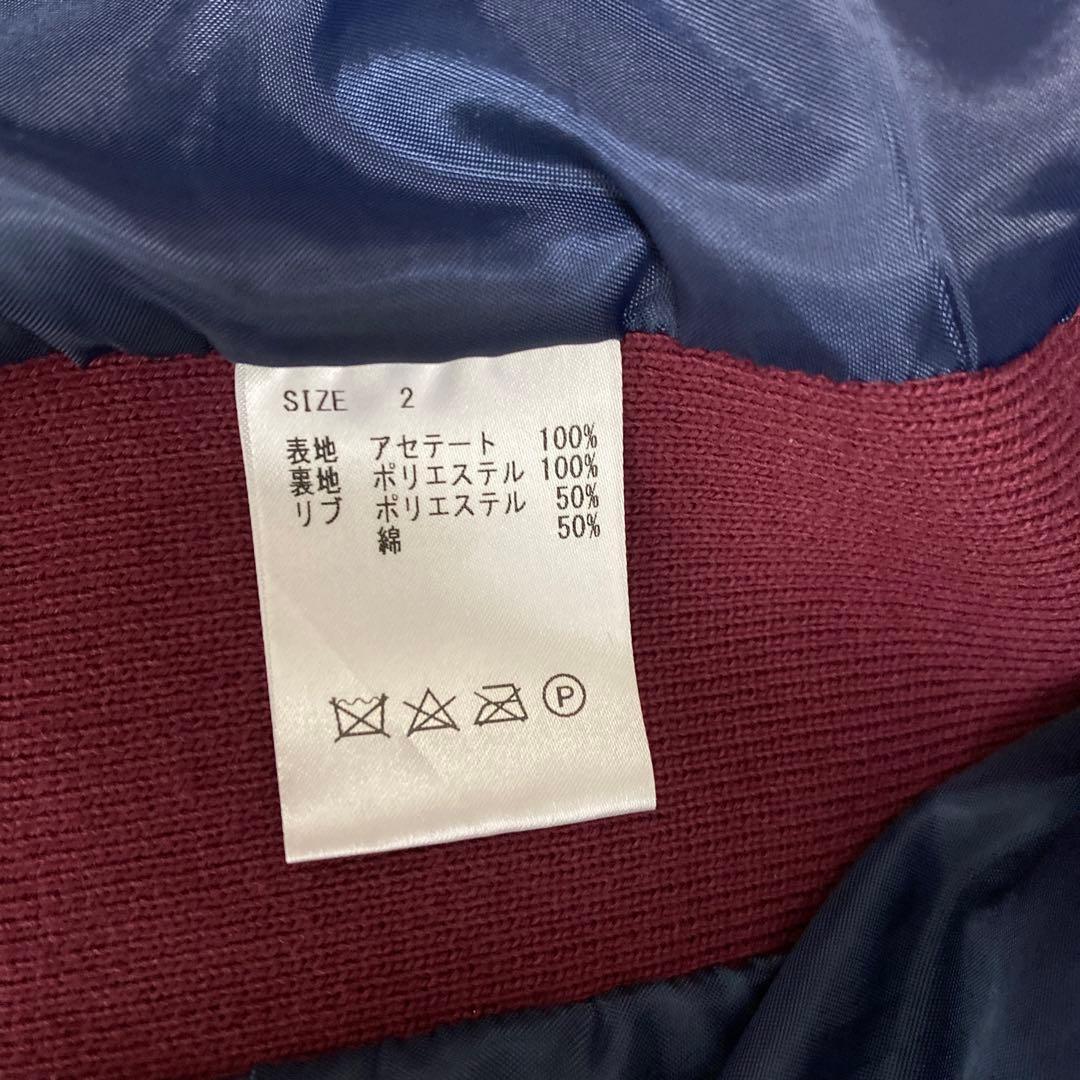 SIZE 2
表地 アセテート 100%
裏地 ポリエステル 100%
リブ ポリエステル 50%
綿 50%
P